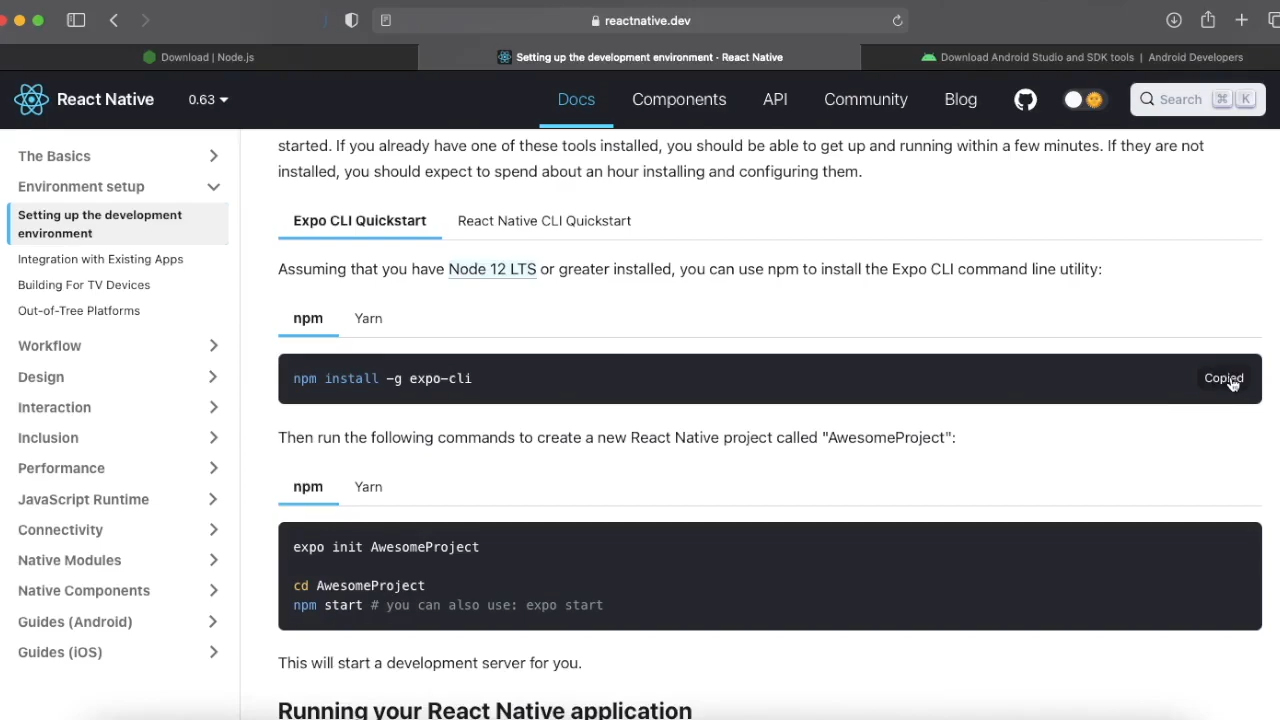 reactnative.dev
Download | Node.js
Setting up the development environment · React Native
Download Android Studio and SDK tools | Android Developers
React Native
0.63
Docs
Components
API
Community
Blog
Search ⌘ K
The Basics
Environment setup
Setting up the development
environment
Integration with Existing Apps
Building For TV Devices
Out-of-Tree Platforms
Workflow
Design
Interaction
Inclusion
Performance
JavaScript Runtime
Connectivity
Native Modules
Native Components
Guides (Android)
Guides (iOS)
started. If you already have one of these tools installed, you should be able to get up and running within a few minutes. If they are not
installed, you should expect to spend about an hour installing and configuring them.
Expo CLI Quickstart
React Native CLI Quickstart
Assuming that you have Node 12 LTS or greater installed, you can use npm to install the Expo CLI command line utility:
npm
Yarn
npm install -g expo-cli
Copied
Then run the following commands to create a new React Native project called "AwesomeProject":
npm
Yarn
expo init AwesomeProject
cd AwesomeProject
npm start # you can also use: expo start
This will start a development server for you.
Running your React Native application